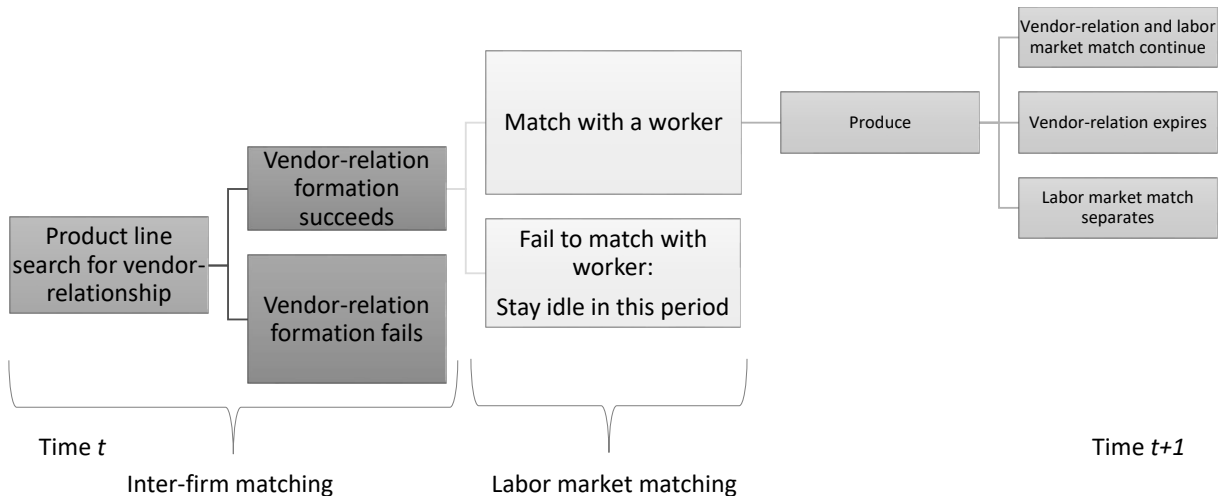 Product line
search for vendor-
relationship
Vendor-relation
formation
succeeds
Vendor-relation
formation fails
Match with a worker
Fail to match with
worker:
Stay idle in this period
Produce
Vendor-relation and labor
market match continue
Vendor-relation expires
Labor market match
separates
Time t
Inter-firm matching
Labor market matching
Time t+1